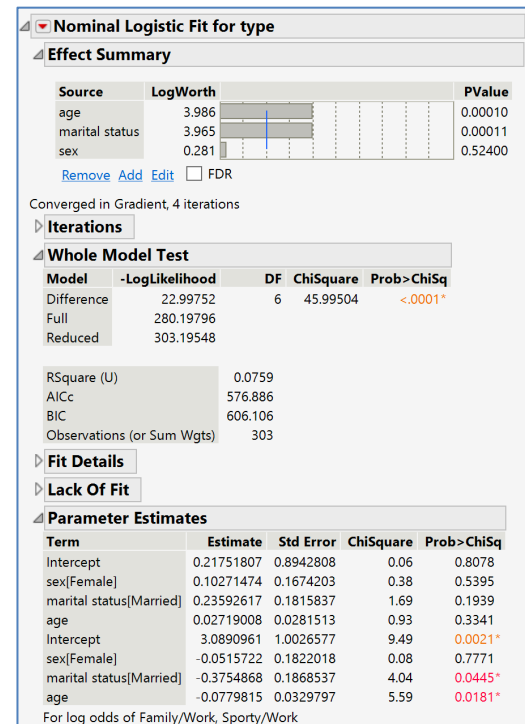 Nominal Logistic Fit for type
Effect Summary
Source LogWorth PValue
age 3.986 0.00010
marital status 3.965 0.00011
sex 0.281 0.52400
Remove Add Edit FDR
Converged in Gradient, 4 iterations
Iterations
Whole Model Test
Model -LogLikelihood DF ChiSquare Prob>ChiSq
Difference 22.99752 6 45.99504 <.0001*
Full 280.19796
Reduced 303.19548
RSquare (U) 0.0759
AICc 576.886
BIC 606.106
Observations (or Sum Wgts) 303
Fit Details
Lack Of Fit
Parameter Estimates
Term Estimate Std Error ChiSquare Prob>ChiSq
Intercept 0.21751807 0.8942808 0.06 0.8078
sex[Female] 0.10271474 0.1674203 0.38 0.5395
marital status[Married] 0.23592617 0.1815837 1.69 0.1939
age 0.02719008 0.0281513 0.93 0.3341
Intercept 3.0890961 1.0026577 9.49 0.0021*
sex[Female] -0.0515722 0.1822018 0.08 0.7771
marital status[Married] -0.3754868 0.1868537 4.04 0.0445*
age -0.0779815 0.0329797 5.59 0.0181*
For log odds of Family/Work, Sporty/Work